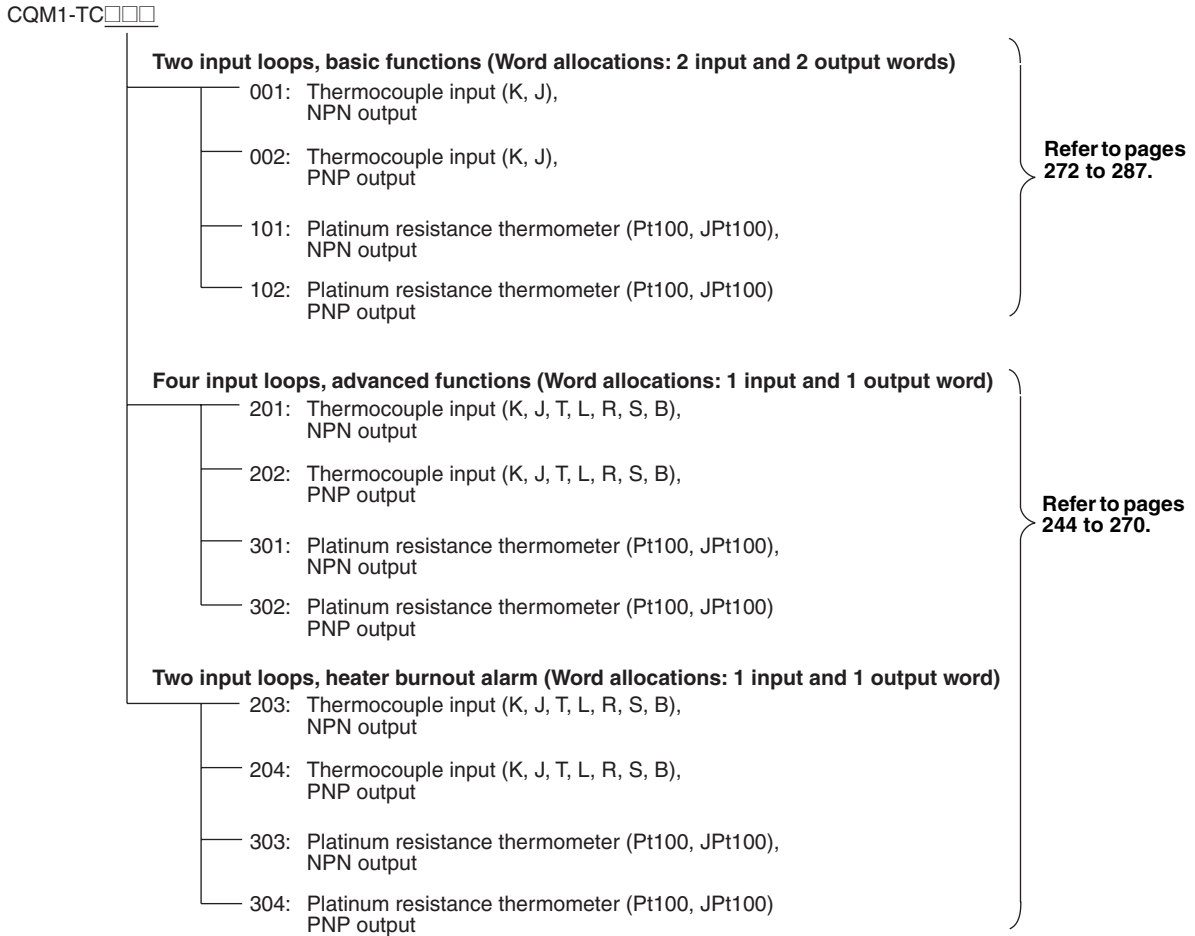 CQM1-TC□□□
Two input loops, basic functions (Word allocations: 2 input and 2 output words)
001: Thermocouple input (K, J),
NPN output
002: Thermocouple input (K, J),
PNP output
101: Platinum resistance thermometer (Pt100, JPt100),
NPN output
102: Platinum resistance thermometer (Pt100, JPt100)
PNP output
Refer to pages
272 to 287.
Four input loops, advanced functions (Word allocations: 1 input and 1 output word)
201: Thermocouple input (K, J, T, L, R, S, B),
NPN output
202: Thermocouple input (K, J, T, L, R, S, B),
PNP output
301: Platinum resistance thermometer (Pt100, JPt100),
NPN output
302: Platinum resistance thermometer (Pt100, JPt100)
PNP output
Refer to pages
244 to 270.
Two input loops, heater burnout alarm (Word allocations: 1 input and 1 output word)
203: Thermocouple input (K, J, T, L, R, S, B),
NPN output
204: Thermocouple input (K, J, T, L, R, S, B),
PNP output
303: Platinum resistance thermometer (Pt100, JPt100),
NPN output
304: Platinum resistance thermometer (Pt100, JPt100)
PNP output